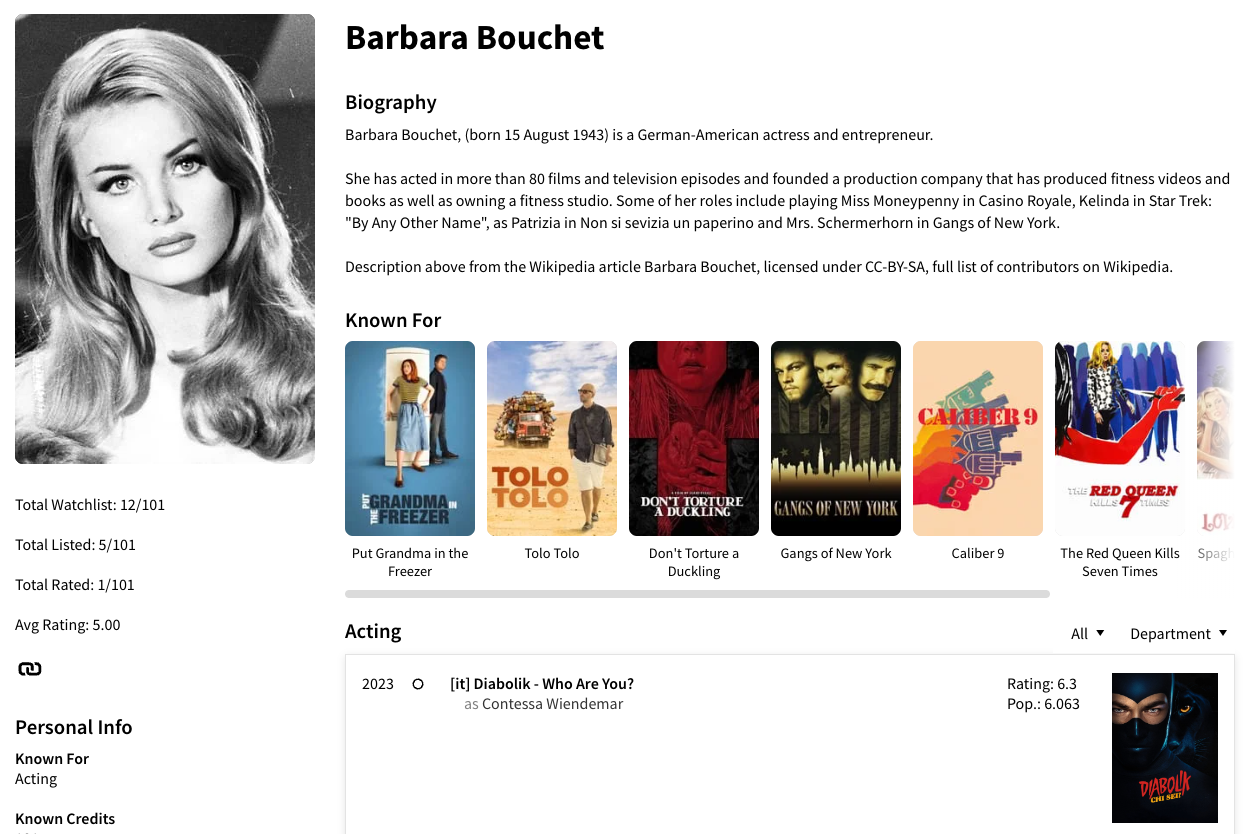 Barbara Bouchet
Biography
Barbara Bouchet, (born 15 August 1943) is a German-American actress and entrepreneur.
She has acted in more than 80 films and television episodes and founded a production company that has produced fitness videos and
books as well as owning a fitness studio. Some of her roles include playing Miss Moneypenny in Casino Royale, Kelinda in Star Trek:
"By Any Other Name", as Patrizia in Non si sevizia un paperino and Mrs. Schermerhorn in Gangs of New York.
Description above from the Wikipedia article Barbara Bouchet, licensed under CC-BY-SA, full list of contributors on Wikipedia.
Known For
PUT GRANDMA IN THE FREEZER
TOLO
TOLO
DON'T TORTURE
A DUCKLING
GANGS OF NEW YORK
CALIBER 9
THE RED QUEEN
KILLS 7 TIMES
Put Grandma in the
Freezer
Tolo Tolo
Don't Torture a
Duckling
Gangs of New York
Caliber 9
The Red Queen Kills
Seven Times
Total Watchlist: 12/101
Total Listed: 5/101
Total Rated: 1/101
Avg Rating: 5.00
Personal Info
Known For
Acting
Known Credits
Acting
All
Department
2023
[it] Diabolik - Who Are You?
as Contessa Wiendemar
Rating: 6.3
Pop.: 6.063
DIABOLIK
CHI SEI?